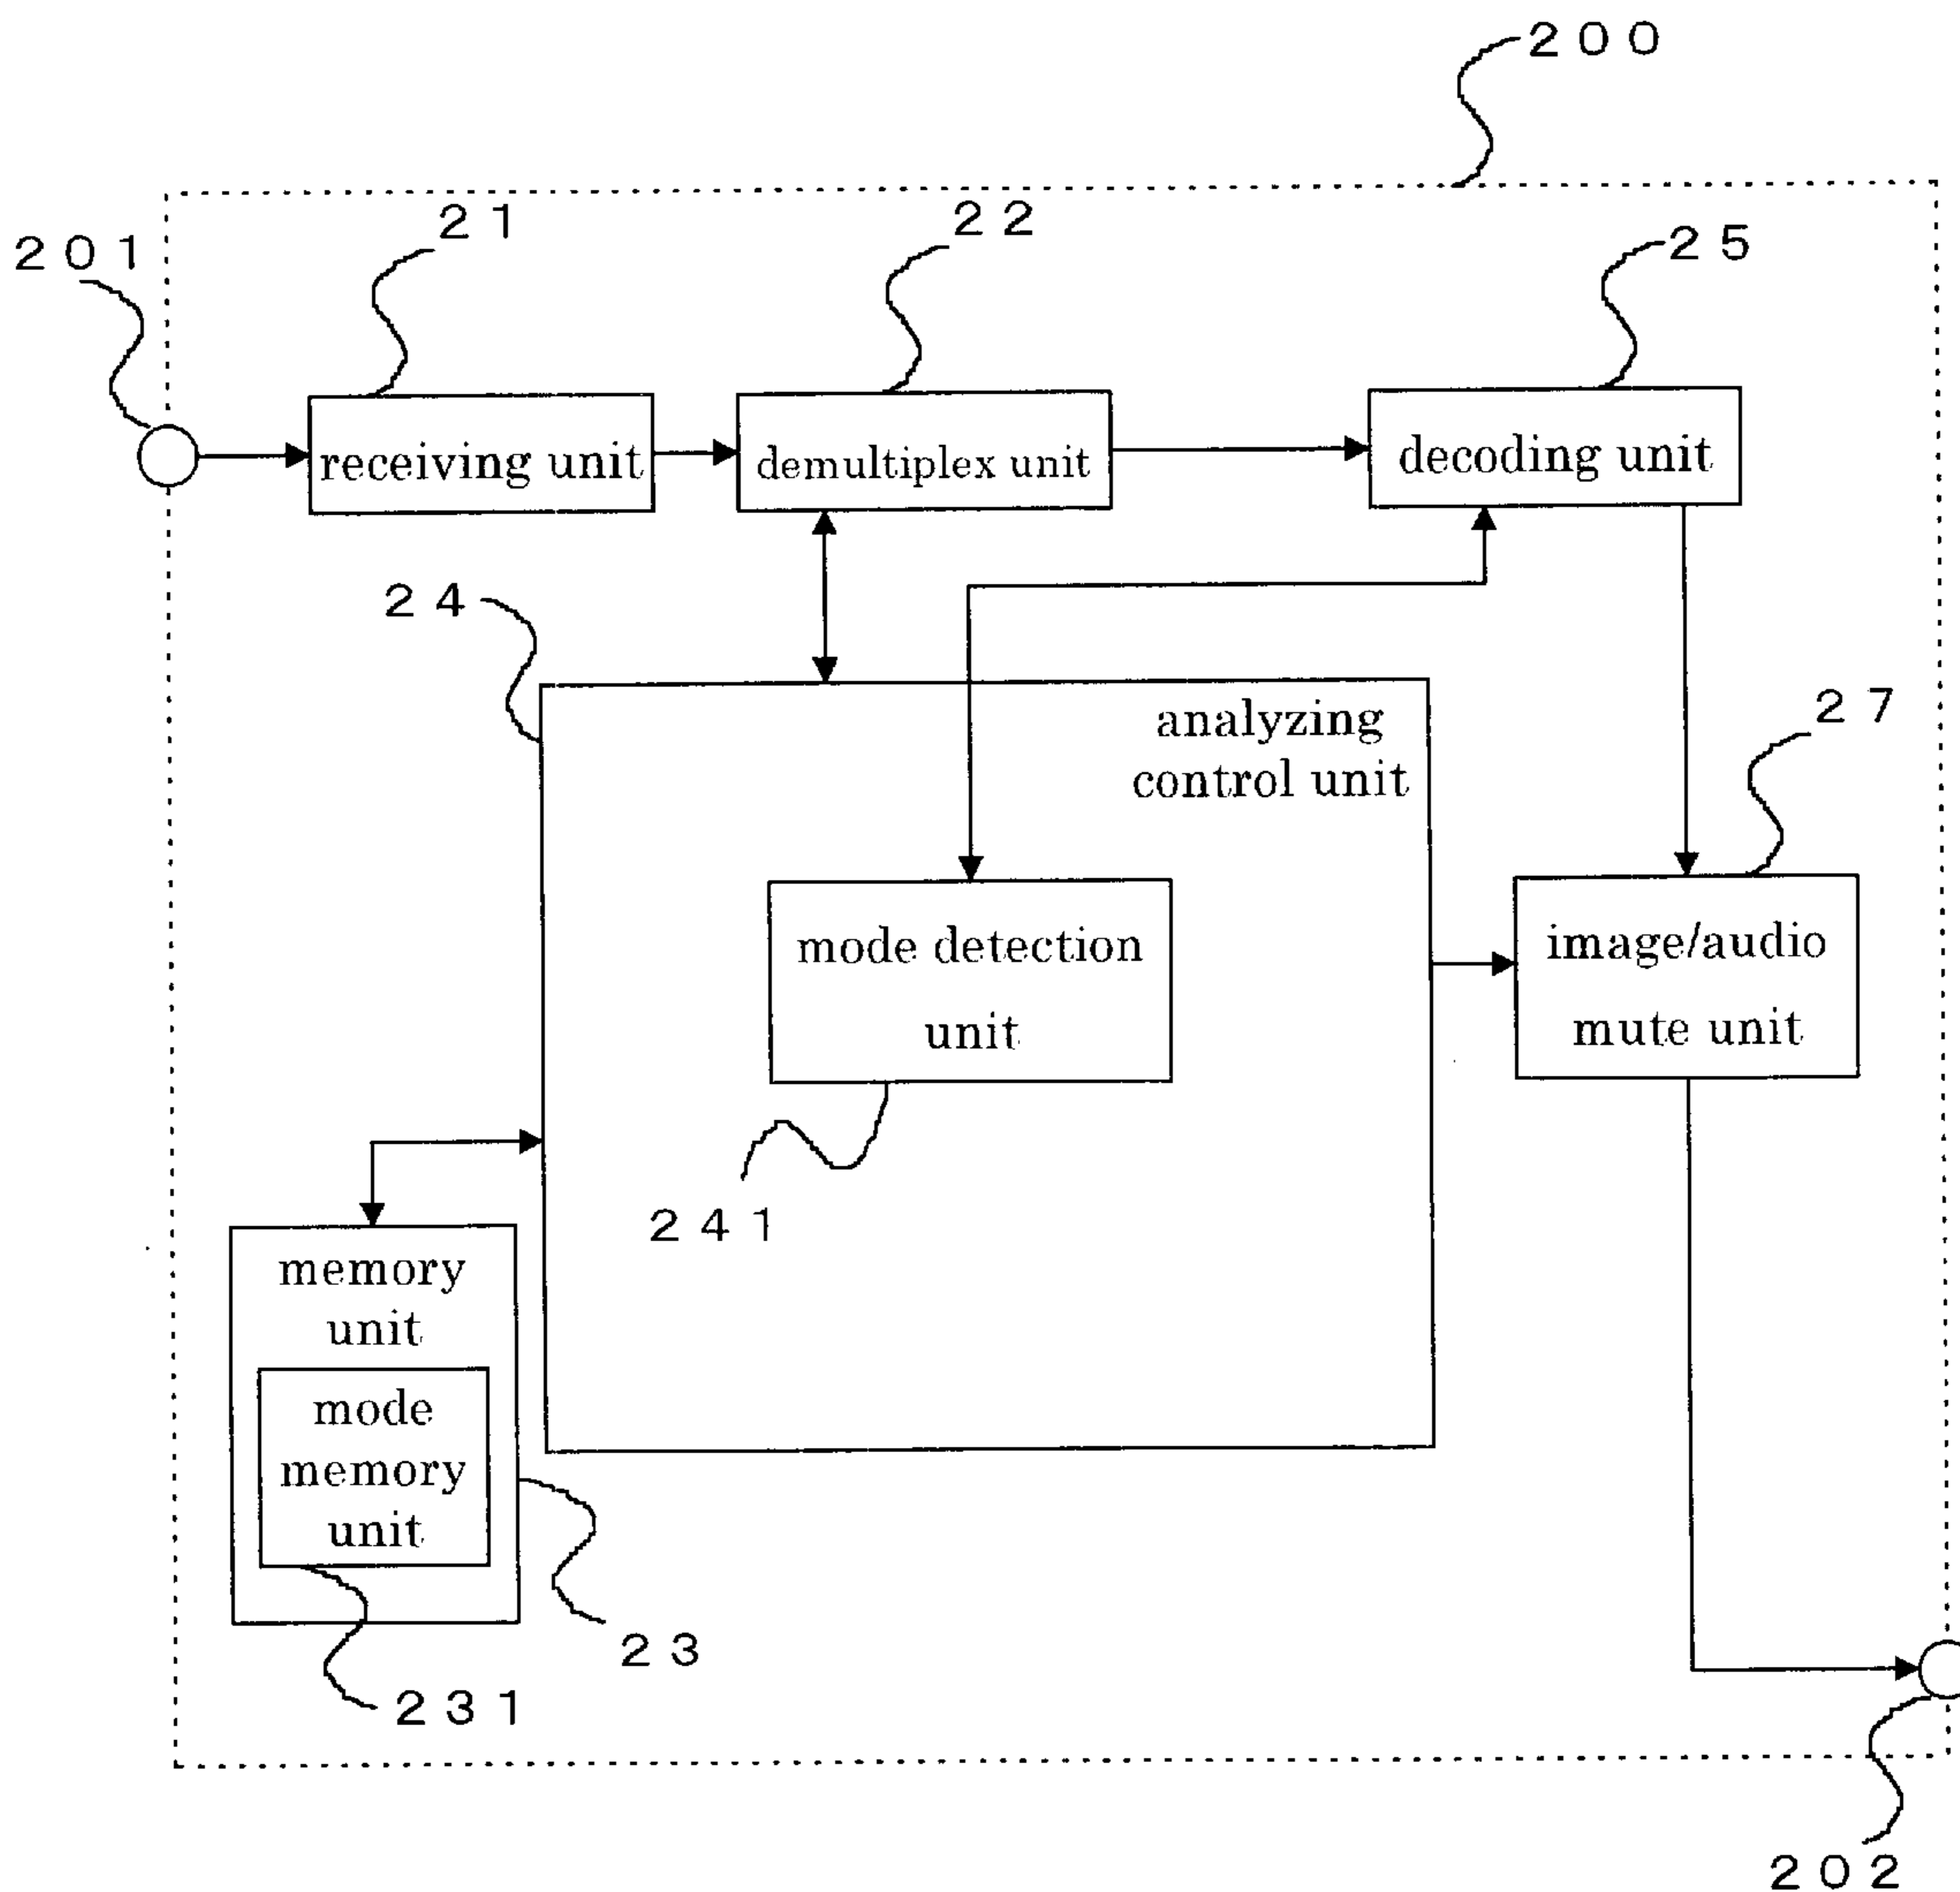 200
201
21
22
25
receiving unit
demultiplex unit
decoding unit
24
analyzing
control unit
27
mode detection
unit
image/audio
mute unit
241
memory
unit
mode
memory
unit
23
231
202